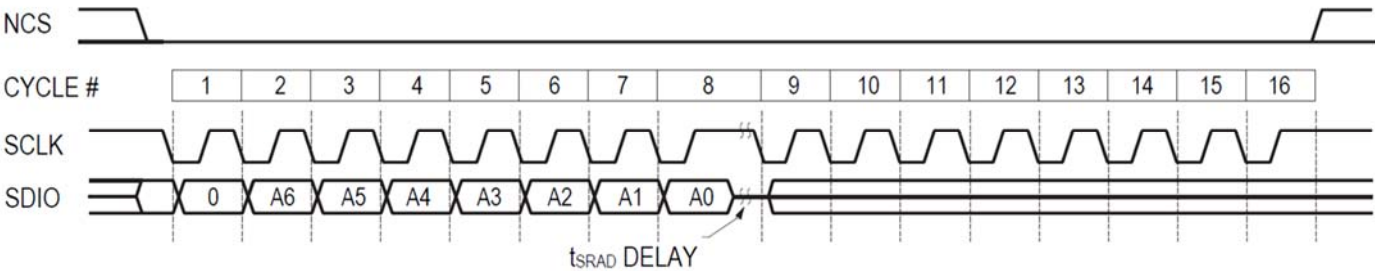 NCS
CYCLE # 1 2 3 4 5 6 7 8 9 10 11 12 13 14 15 16
SCLK
SDIO 0 A6 A5 A4 A3 A2 A1 A0
tSRAD DELAY